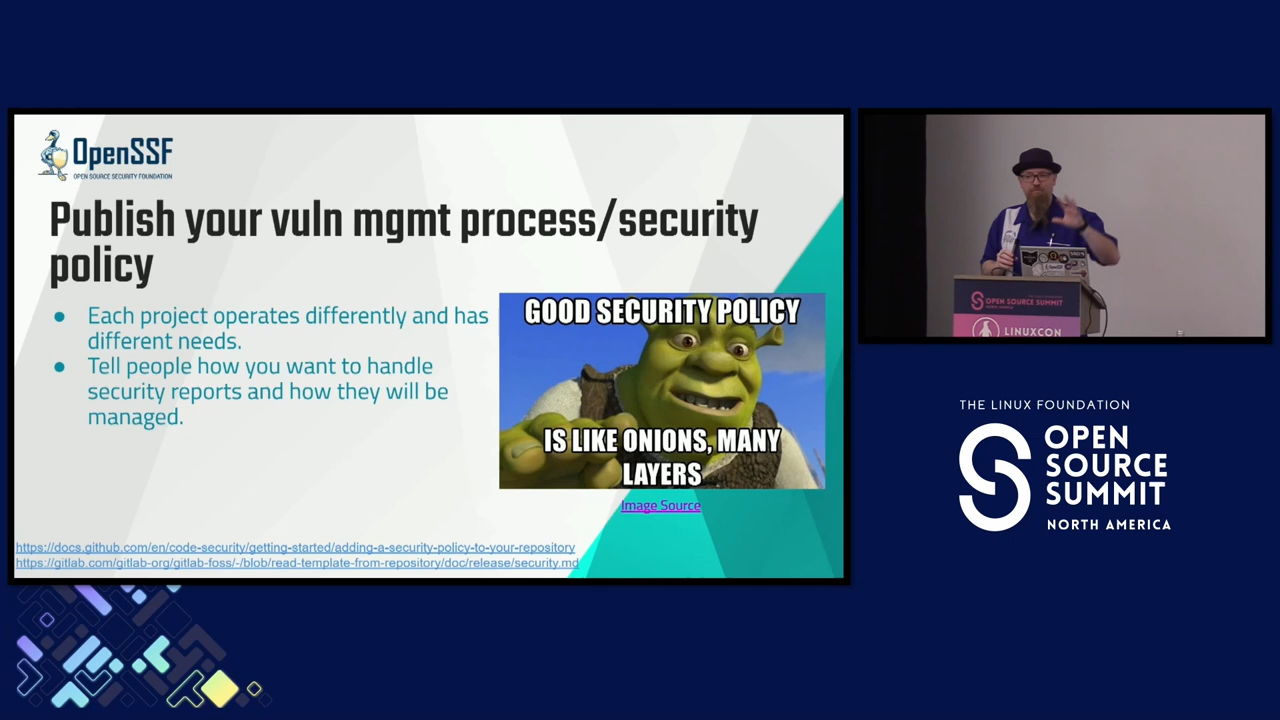 OpenSSF
OPEN SOURCE SECURITY FOUNDATION
Publish your vuln mgmt process/security
policy
● Each project operates differently and has
different needs.
● Tell people how you want to handle
security reports and how they will be
managed.
GOOD SECURITY POLICY
IS LIKE ONIONS, MANY
LAYERS
Image Source
https://docs.github.com/en/code-security/getting-started/adding-a-security-policy-to-your-repository
https://gitlab.com/gitlab-org/gitlab-foss/-/blob/read-template-from-repository/doc/release/security.md
OPEN SOURCE SUMMIT
LINUXCON
THE LINUX FOUNDATION
OPEN
SOURCE
SUMMIT
NORTH AMERICA